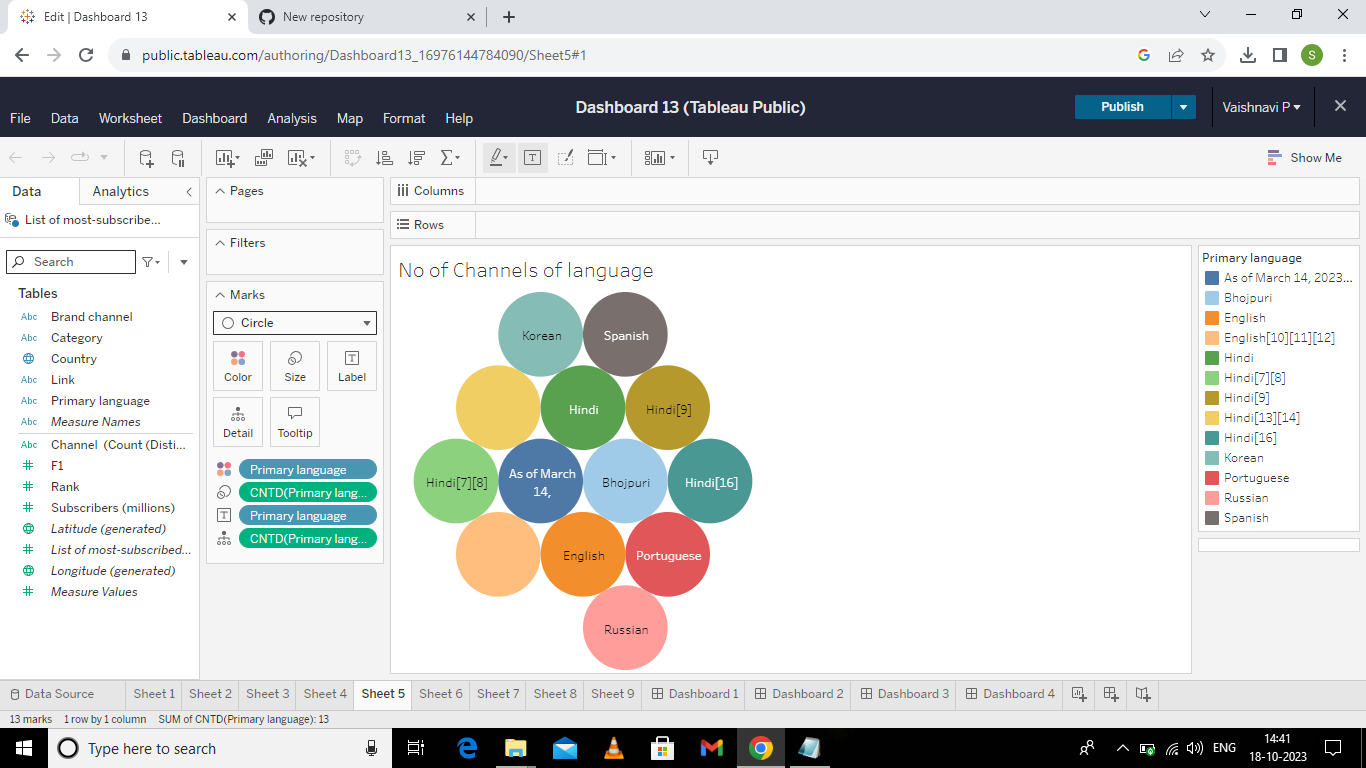 Edit | Dashboard 13
New repository
public.tableau.com/authoring/Dashboard13_16976144784090/Sheet5#1
S
Dashboard 13 (Tableau Public)
Publish
Vaishnavi P
File Data Worksheet Dashboard Analysis Map Format Help
Show Me
Data Analytics
List of most-subscribe...
Search
Tables
Abc Brand channel
Abc Category
Country
Abc Link
Abc Primary language
Abc Measure Names
Abc Channel (Count (Disti...
F1
Rank
Subscribers (millions)
Latitude (generated)
List of most-subscribed...
Longitude (generated)
Measure Values
Pages
Filters
Marks
Circle
Color Size Label
Detail Tooltip
Primary language
CNTD(Primary lang...
Primary language
CNTD(Primary lang...
Columns
Rows
No of Channels of language
Korean Spanish
Hindi Hindi[9]
Hindi[7][8] As of March
14, Bhojpuri Hindi[16]
English Portuguese
Russian
Primary language
As of March 14, 2023...
Bhojpuri
English
English[10][11][12]
Hindi
Hindi[7][8]
Hindi[9]
Hindi[13][14]
Hindi[16]
Korean
Portuguese
Russian
Spanish
Data Source Sheet 1 Sheet 2 Sheet 3 Sheet 4 Sheet 5 Sheet 6 Sheet 7 Sheet 8 Sheet 9 Dashboard 1 Dashboard 2 Dashboard 3 Dashboard 4
13 marks 1 row by 1 column SUM of CNTD(Primary language): 13
Type here to search
ENG
14:41
18-10-2023